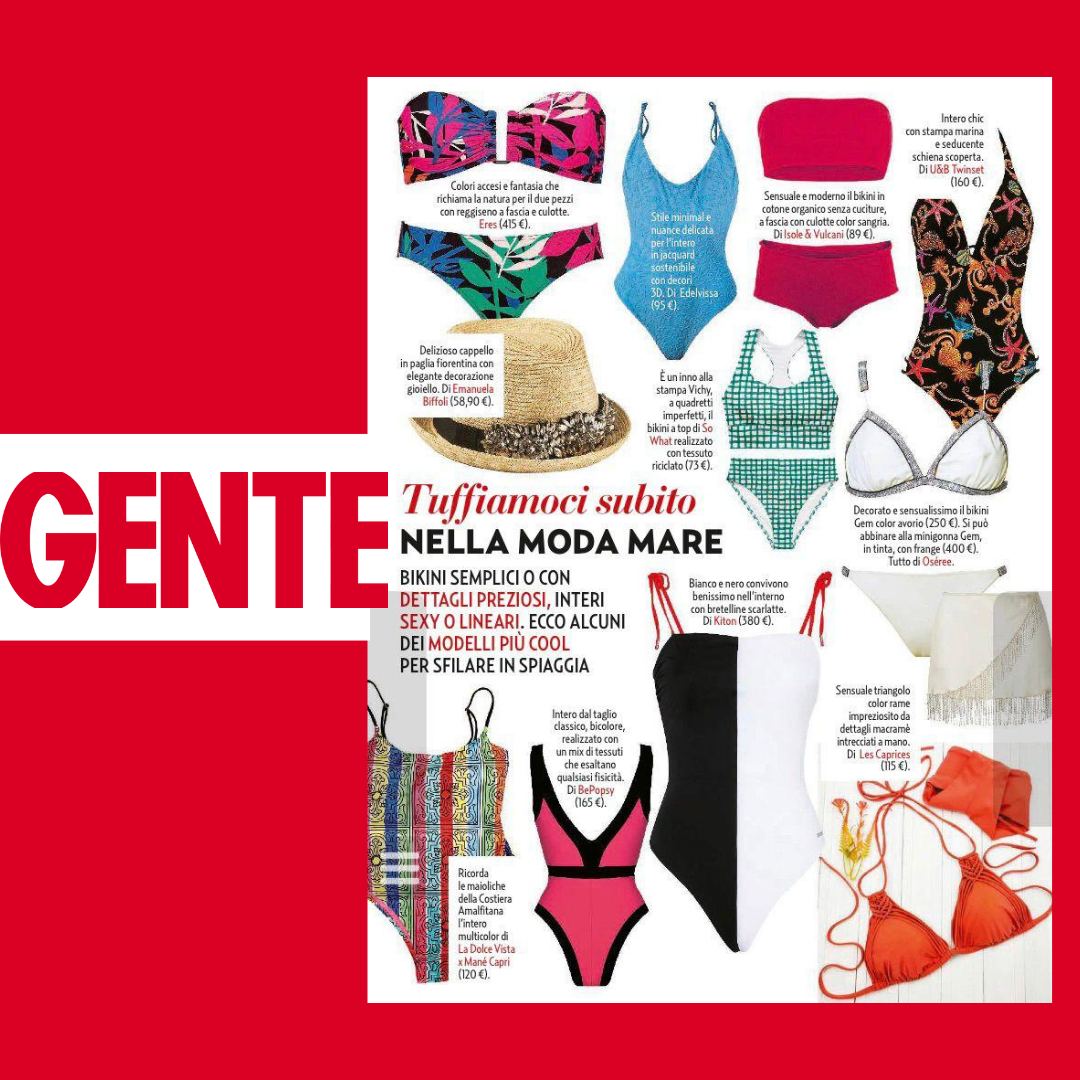 Colori accesi e fantasia che
richiama la natura per il due pezzi
con reggiseno a fascia e culotte.
Eres (415 €).
Stile minimal e
nuance delicata
per l'intero
in jacquard
sostenibile
con decori
3D. Di Edelvissa
(95 €).
Sensuale e moderno il bikini in
cotone organico senza cuciture,
a fascia con culotte color sangria.
Di Isole & Vulcani (89 €).
Intero chic
con stampa marina
e seducente
schiena scoperta.
Di U&B Twinset
(160 €).
Delizioso cappello
in paglia fiorentina con
elegante decorazione
gioiello. Di Emanuela
Biffoli (58,90 €).
È un inno alla
stampa Vichy,
a quadretti
imperfetti, il
bikini a top di So
What realizzato
con tessuto
riciclato (73 €).
Decorato e sensualissimo il bikini
Gem color avorio (250 €). Si può
abbinare alla minigonna Gem,
in tinta, con frange (400 €).
Tutto di Oséree.
GENTE
Tuffiamoci subito
NELLA MODA MARE
BIKINI SEMPLICI O CON
DETTAGLI PREZIOSI, INTERI
SEXY O LINEARI. ECCO ALCUNI
DEI MODELLI PIÙ COOL
PER SFILARE IN SPIAGGIA
Bianco e nero convivono
benissimo nell'interno
con bretelline scarlatte.
Di Kiton (380 €).
Sensuale triangolo
color rame
impreziosito da
dettagli macramè
intrecciati a mano.
Di Les Caprices
(115 €).
Intero dal taglio
classico, bicolore,
realizzato con
un mix di tessuti
che esaltano
qualsiasi fisicità.
Di BePopsy
(165 €).
Ricorda
le maioliche
della Costiera
Amalfitana
l'intero
multicolor di
La Dolce Vista
x Mané Capri
(120 €).